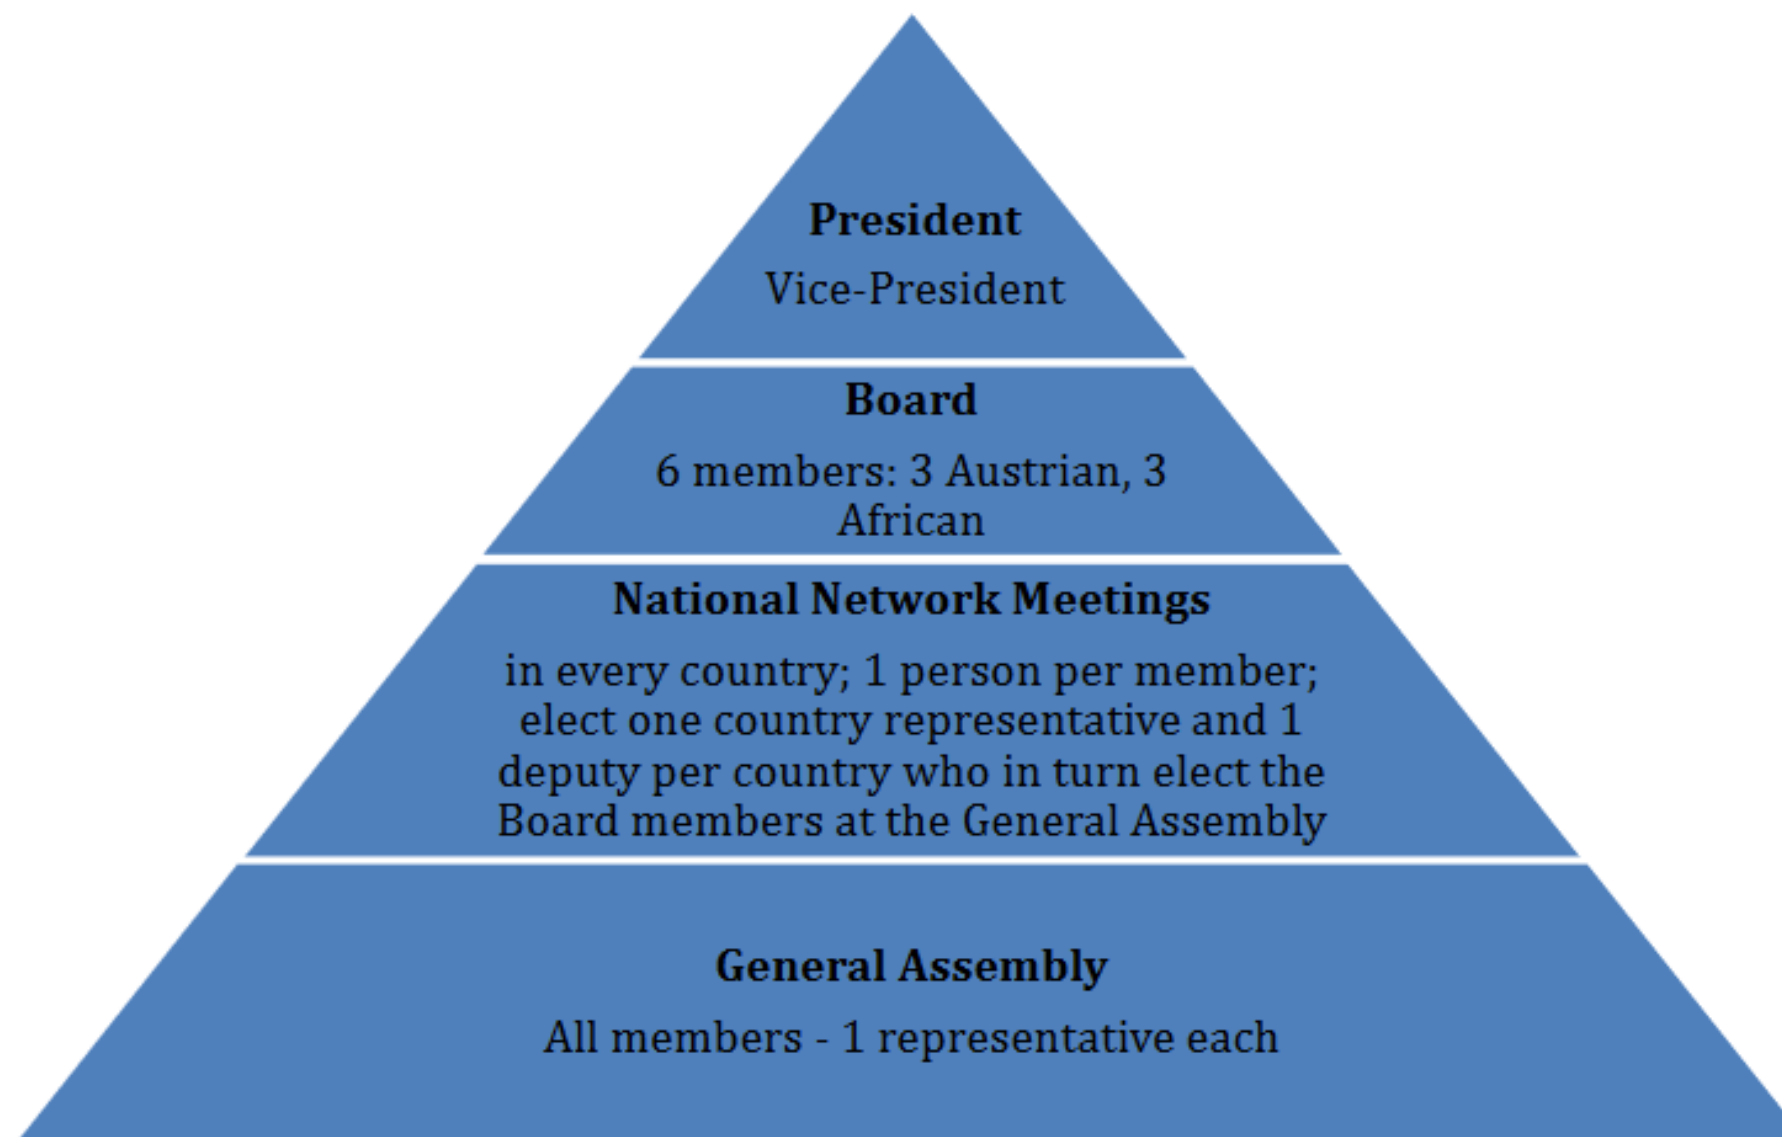 President
Vice-President
Board
6 members: 3 Austrian, 3
African
National Network Meetings
in every country; 1 person per member;
elect one country representative and 1
deputy per country who in turn elect the
Board members at the General Assembly
General Assembly
All members - 1 representative each